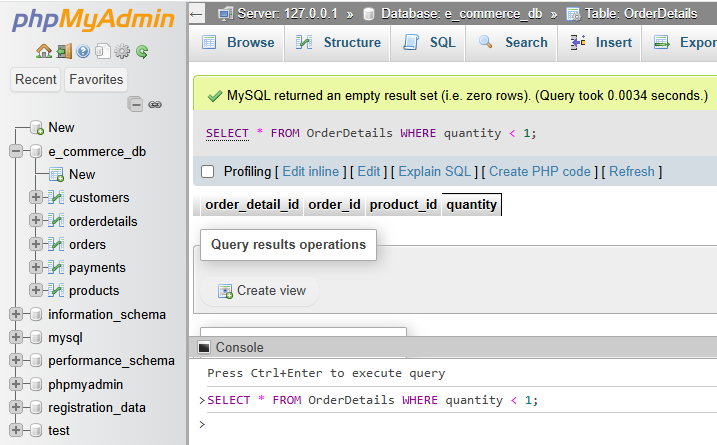 phpMyAdmin
Recent
Favorites
New
e_commerce_db
New
customers
orderdetails
orders
payments
products
information_schema
mysql
performance_schema
phpmyadmin
registration_data
test
Server: 127.0.0.1 » Database: e_commerce_db » Table: OrderDetails
Browse Structure SQL Search Insert Expor
MySQL returned an empty result set (i.e. zero rows). (Query took 0.0034 seconds.)
SELECT * FROM OrderDetails WHERE quantity < 1;
Profiling [ Edit inline ] [ Edit ] [ Explain SQL ] [ Create PHP code ] [ Refresh ]
order_detail_id order_id product_id quantity
Query results operations
Create view
Console
Press Ctrl+Enter to execute query
>SELECT * FROM OrderDetails WHERE quantity < 1;
>